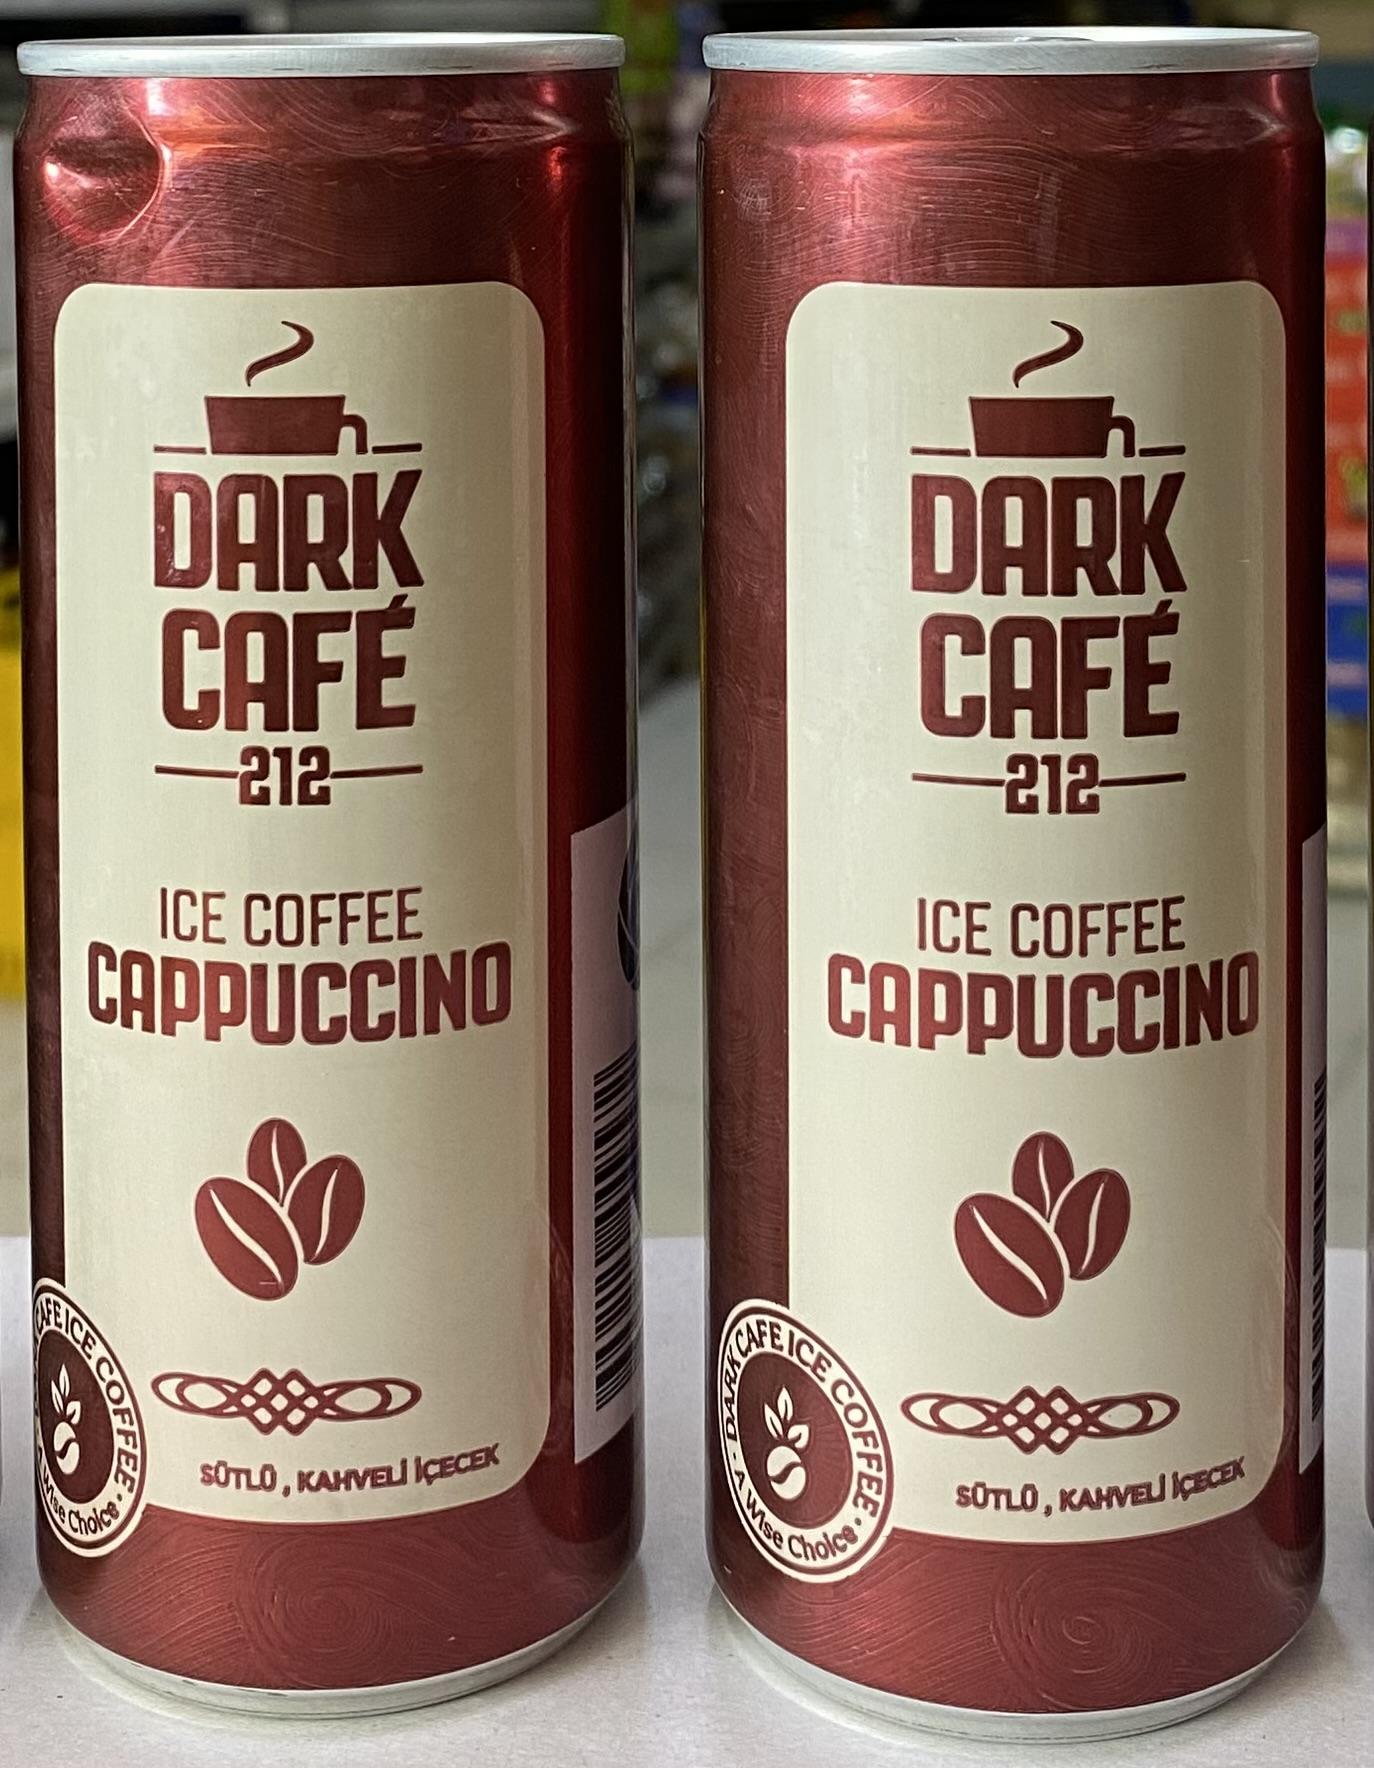 DARK
CAFÉ
212
ICE COFFEE
CAPPUCCINO
CAFE ICE COFFEE • A Wise Choice •
SÜTLÜ , KAHVELİ İÇECEK
DARK
CAFÉ
212
ICE COFFEE
CAPPUCCINO
• DARK CAFE ICE COFFEE • A Wise Choice
SÜTLÜ , KAHVELİ İÇECEK